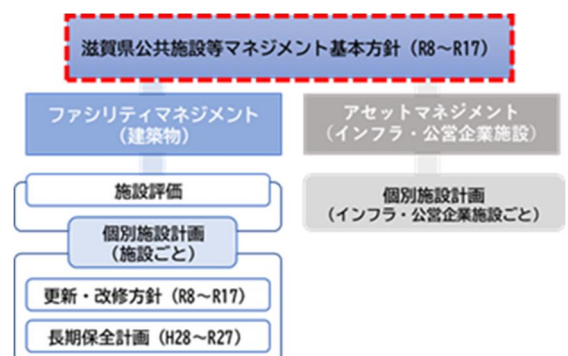 滋賀県公共施設等マネジメント基本方針（R8～R17）
ファシリティマネジメント
（建築物）
アセットマネジメント
（インフラ・公営企業施設）
施設評価
個別施設計画
（施設ごと）
個別施設計画
（インフラ・公営企業施設ごと）
更新・改修方針（R8～R17）
長期保全計画（H28～R27）